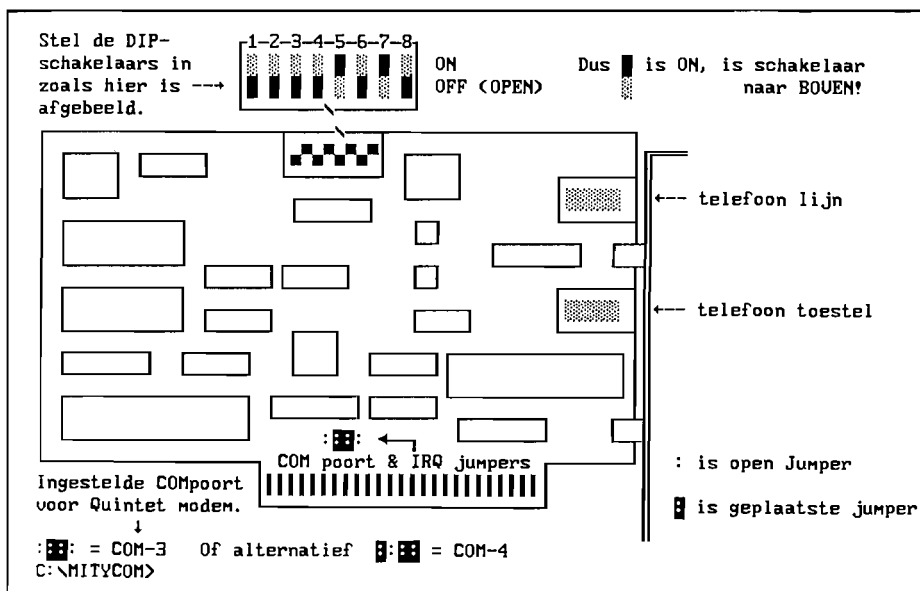 Stel de DIP-
schakelaars in
zoals hier is --→
afgebeeld.
1-2-3-4-5-6-7-8
ON
OFF (OPEN)
Dus is ON, is schakelaar
naar BOVEN!
←-- telefoon lijn
←-- telefoon toestel
: :
COM poort & IRQ jumpers
: is open Jumper
is geplaatste jumper
Ingestelde COMpoort
voor Quintet modem.
↓
: : = COM-3 Of alternatief : = COM-4
C:\MITYCOM>